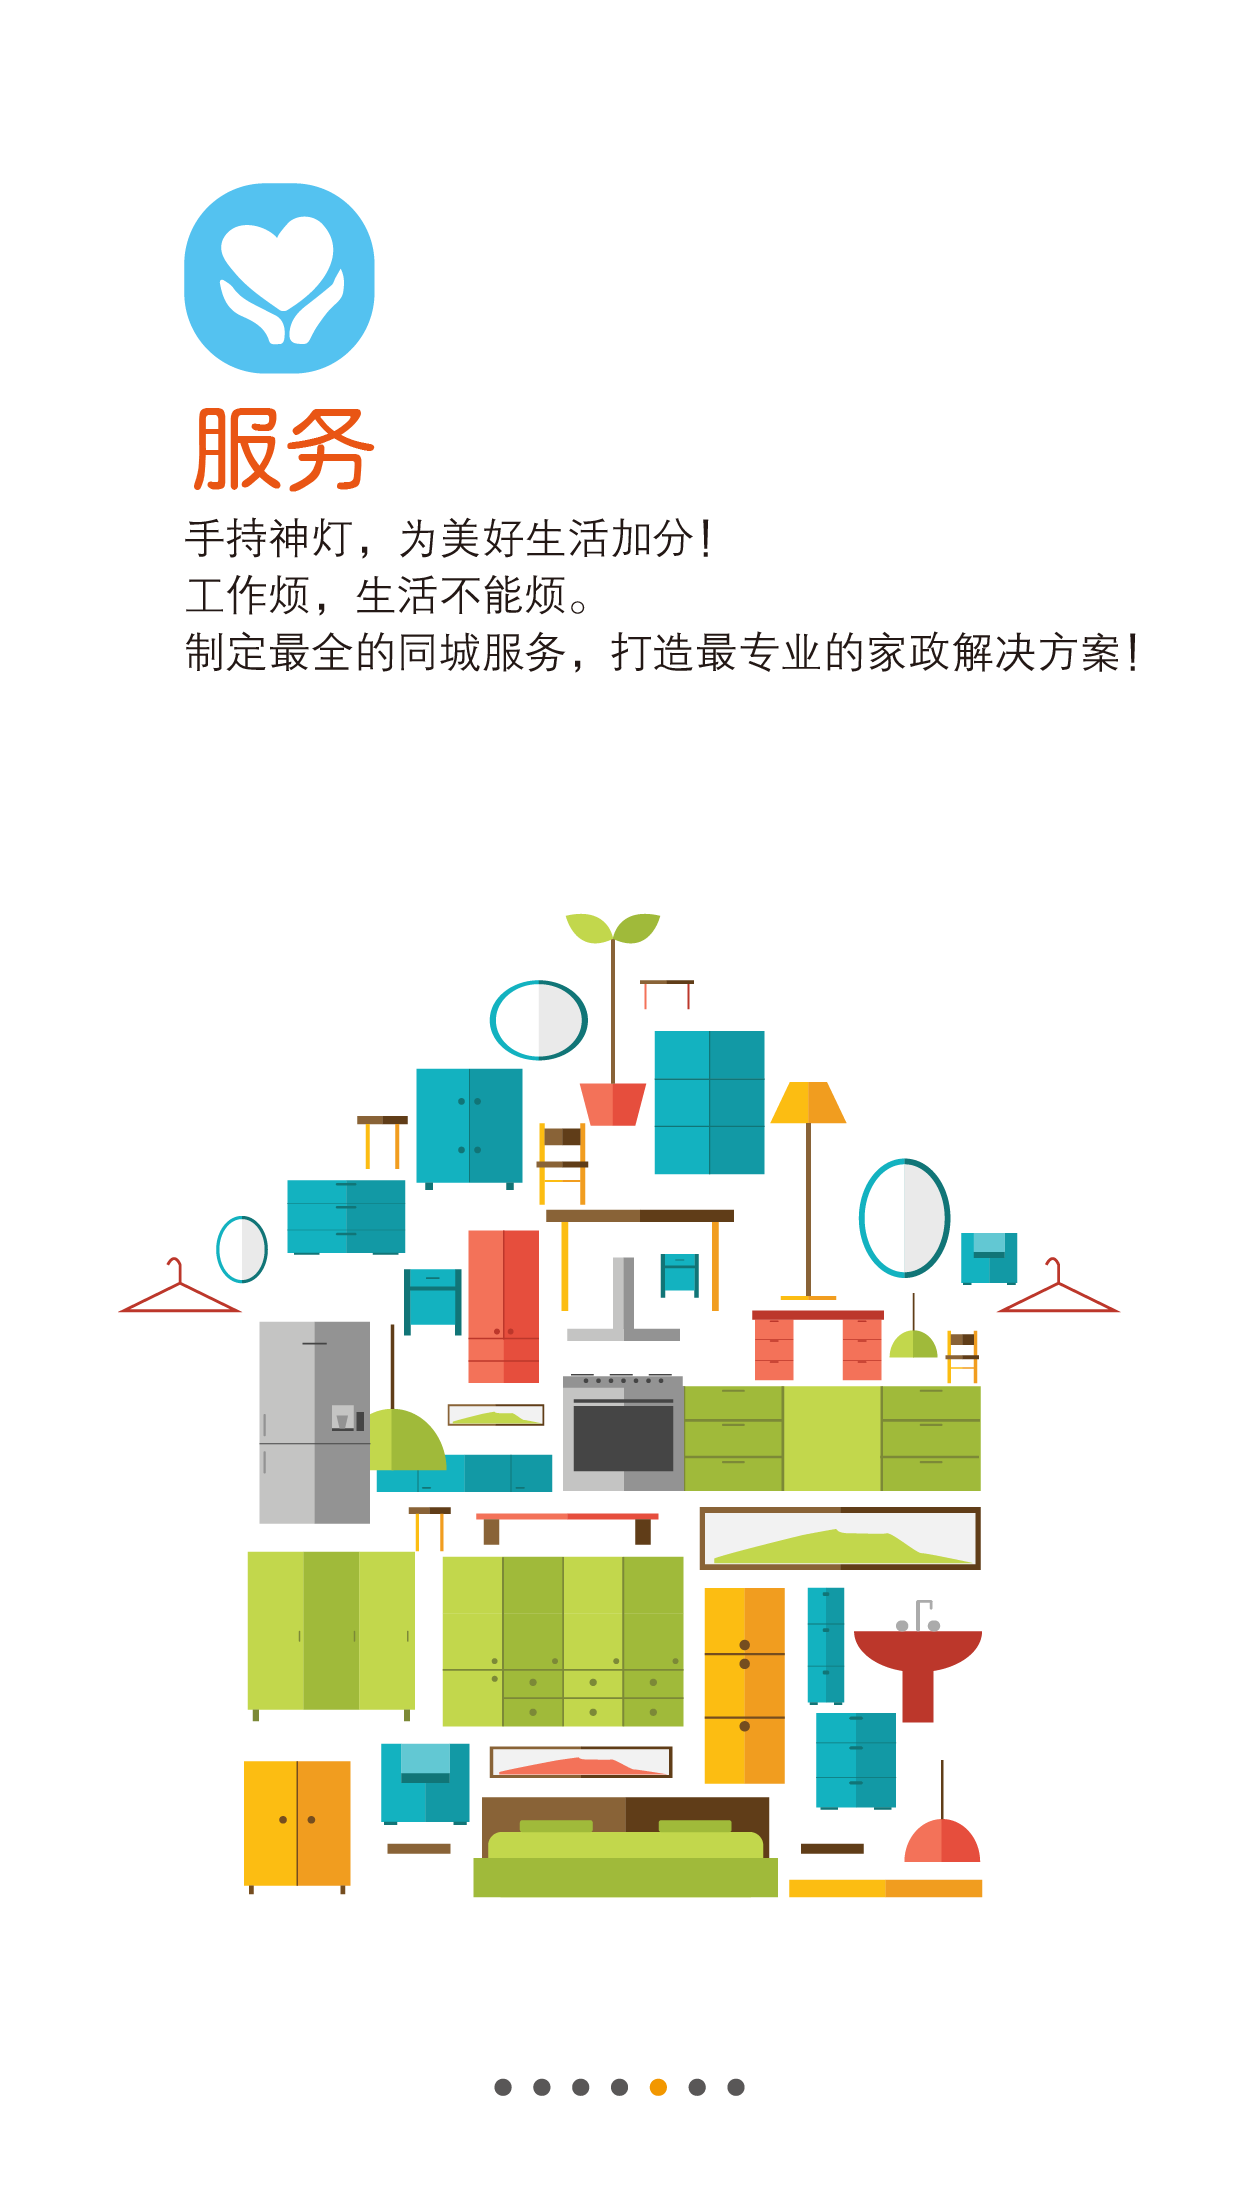 服务
手持神灯，为美好生活加分！
工作烦，生活不能烦。
制定最全的同城服务，打造最专业的家政解决方案！